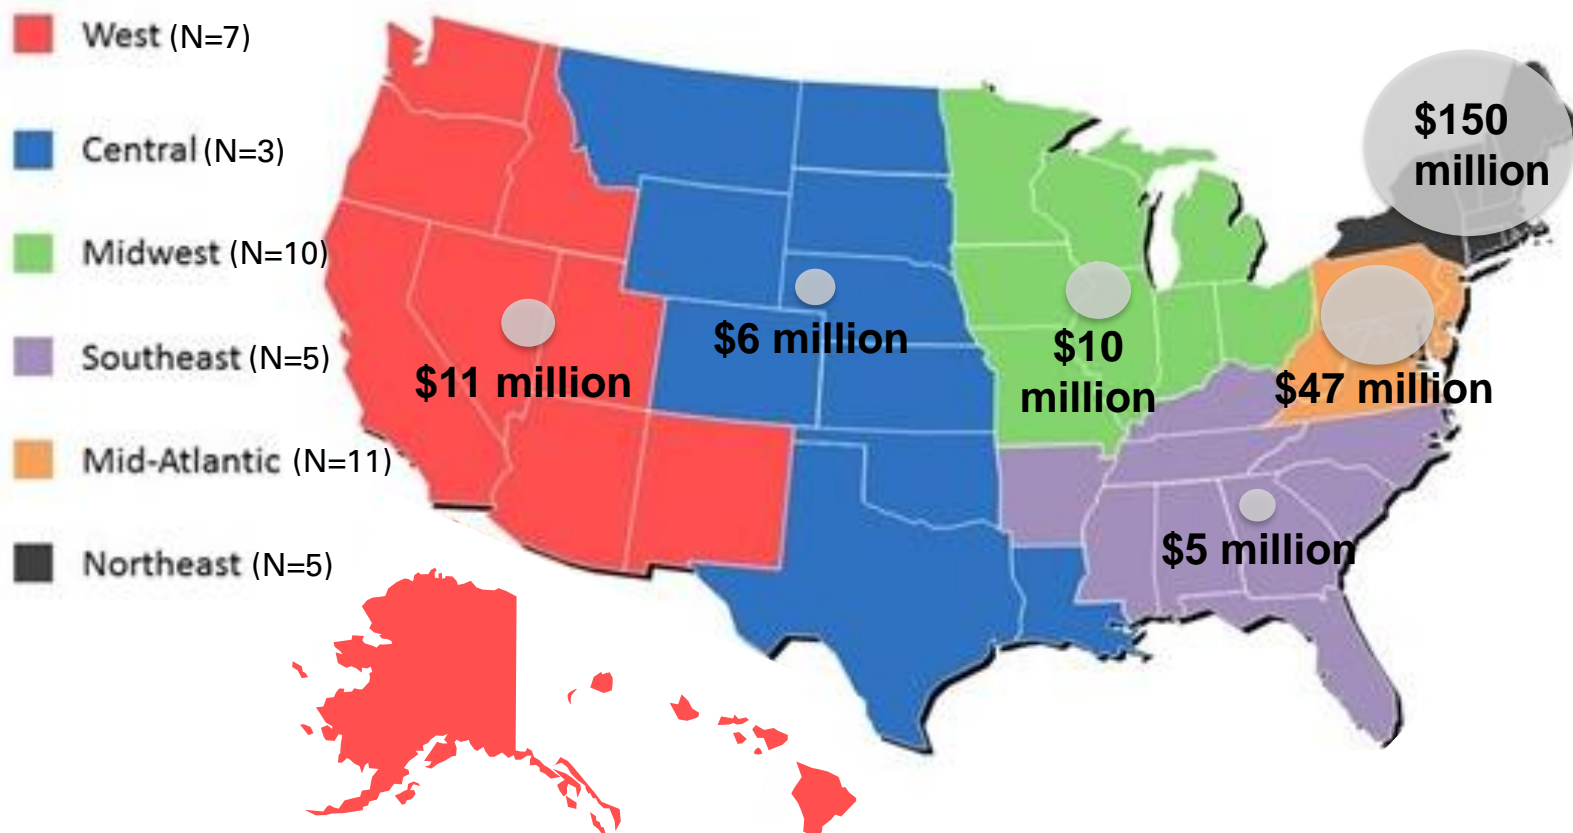 West (N=7)
Central (N=3)
Midwest (N=10)
Southeast (N=5)
Mid-Atlantic (N=11)
Northeast (N=5)
$150
million
$6 million
$11 million
$10
million
$47 million
$5 million